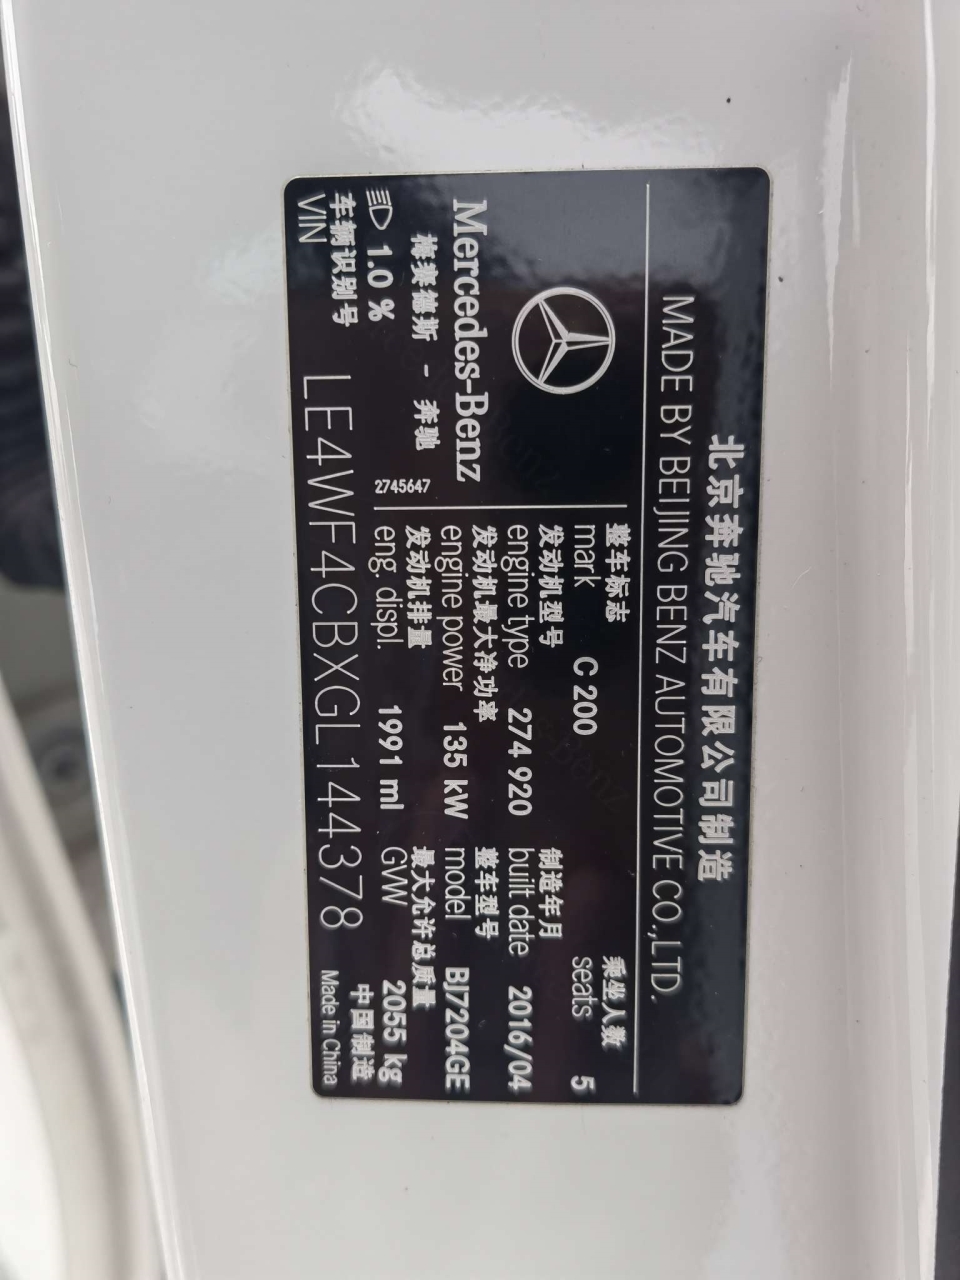 北京奔驰汽车有限公司制造
MADE BY BEIJING BENZ AUTOMOTIVE CO.,LTD.
Mercedes-Benz
梅赛德斯 - 奔驰
整车标志
mark C 200
乘坐人数
seats 5
发动机型号
engine type 274 920
制造年月
built date 2016/04
发动机最大净功率
engine power 135 kW
整车型号
model BJ7204GE
发动机排量
eng. displ. 1991 ml
最大允许总质量
GVW 2055 kg
1.0 %
2745647
车辆识别号
VIN LE4WF4CBXGL144378
中国制造
Made in China